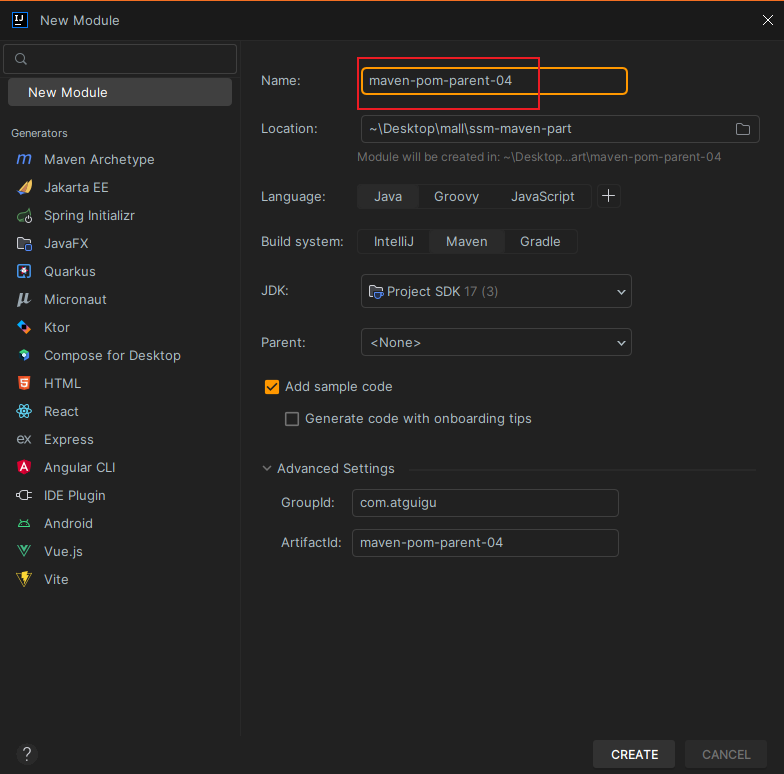 New Module
New Module
Generators
Maven Archetype
Jakarta EE
Spring Initializr
JavaFX
Quarkus
Micronaut
Ktor
Compose for Desktop
HTML
React
Express
Angular CLI
IDE Plugin
Android
Vue.js
Vite
Name: maven-pom-parent-04
Location: ~\Desktop\mall\ssm-maven-part
Module will be created in: ~\Desktop...art\maven-pom-parent-04
Language: Java Groovy JavaScript
Build system: IntelliJ Maven Gradle
JDK: Project SDK 17 (3)
Parent: <None>
Add sample code
Generate code with onboarding tips
Advanced Settings
GroupId: com.atguigu
ArtifactId: maven-pom-parent-04
? CREATE CANCEL